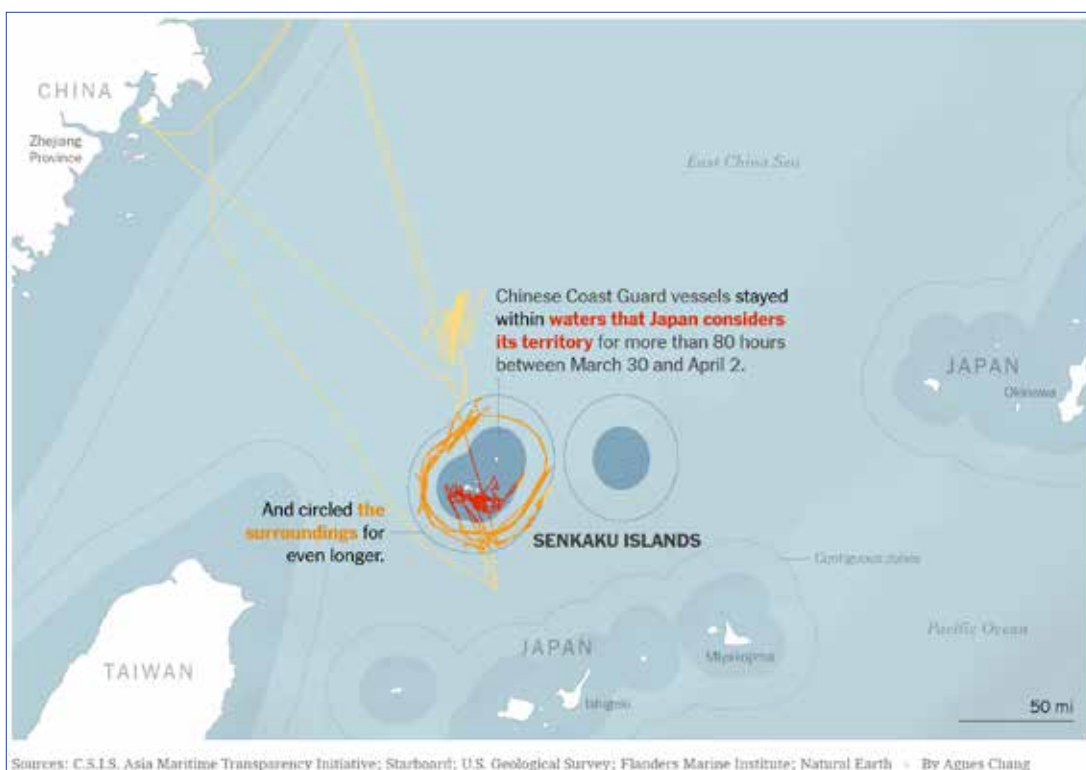 CHINA
Zhejiang
Province
East China Sea
Chinese Coast Guard vessels stayed
within waters that Japan considers
its territory for more than 80 hours
between March 30 and April 2.
JAPAN
Okinawa
And circled the
surroundings for
even longer.
SENKAKU ISLANDS
Contiguous zones
Pacific Ocean
JAPAN
TAIWAN
Ishigaki
50 mi
Sources: C.S.I.S. Asia Maritime Transparency Initiative; Starboard; U.S. Geological Survey; Flanders Marine Institute; Natural Earth • By Agnes Chang